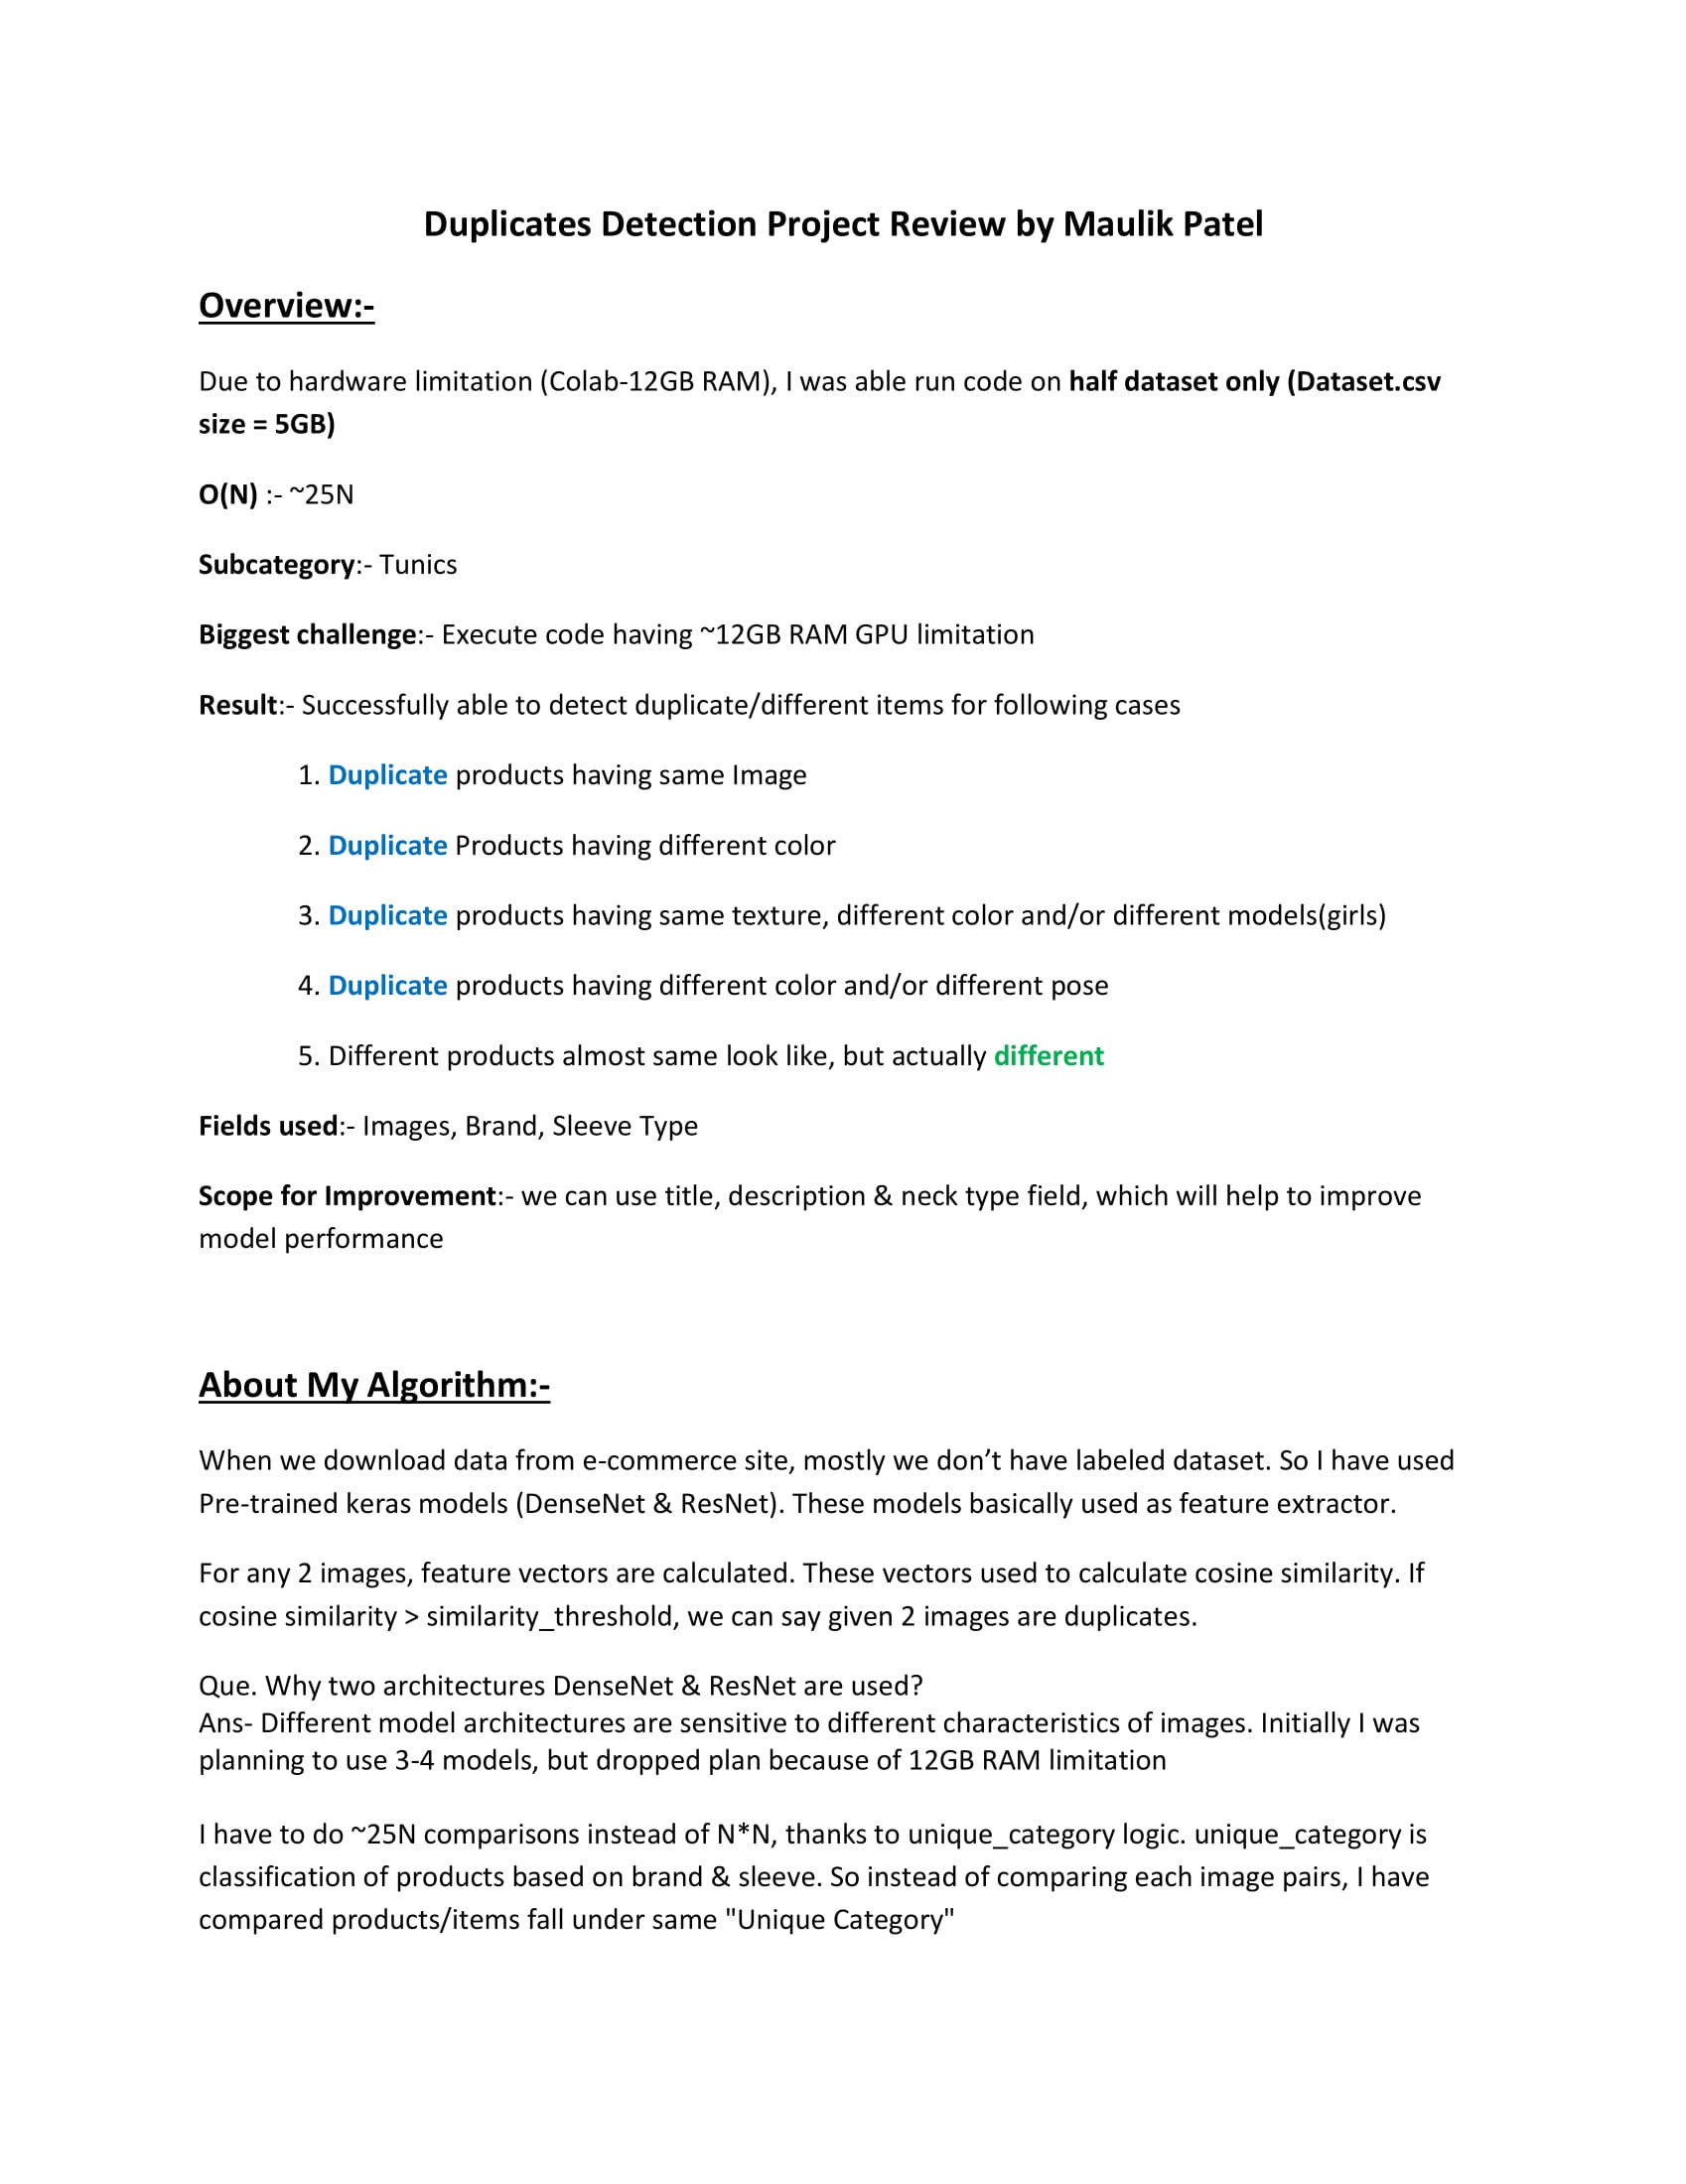 Duplicates Detection Project Review by Maulik Patel
Overview:-
Due to hardware limitation (Colab-12GB RAM), I was able run code on half dataset only (Dataset.csv
size = 5GB)
O(N) :- ~25N
Subcategory:- Tunics
Biggest challenge:- Execute code having ~12GB RAM GPU limitation
Result:- Successfully able to detect duplicate/different items for following cases
1. Duplicate products having same Image
2. Duplicate Products having different color
3. Duplicate products having same texture, different color and/or different models(girls)
4. Duplicate products having different color and/or different pose
5. Different products almost same look like, but actually different
Fields used:- Images, Brand, Sleeve Type
Scope for Improvement:- we can use title, description & neck type field, which will help to improve
model performance
About My Algorithm:-
When we download data from e-commerce site, mostly we don’t have labeled dataset. So I have used
Pre-trained keras models (DenseNet & ResNet). These models basically used as feature extractor.
For any 2 images, feature vectors are calculated. These vectors used to calculate cosine similarity. If
cosine similarity > similarity_threshold, we can say given 2 images are duplicates.
Que. Why two architectures DenseNet & ResNet are used?
Ans- Different model architectures are sensitive to different characteristics of images. Initially I was
planning to use 3-4 models, but dropped plan because of 12GB RAM limitation
I have to do ~25N comparisons instead of N*N, thanks to unique_category logic. unique_category is
classification of products based on brand & sleeve. So instead of comparing each image pairs, I have
compared products/items fall under same "Unique Category"